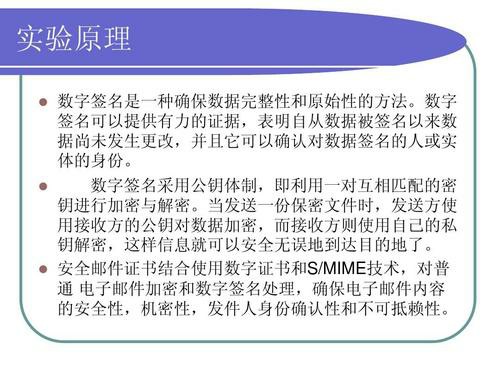 实验原理
数字签名是一种确保数据完整性和原始性的方法。数字
签名可以提供有力的证据，表明自从数据被签名以来数
据尚未发生更改，并且它可以确认对数据签名的人或实
体的身份。
数字签名采用公钥体制，即利用一对互相匹配的密
钥进行加密与解密。当发送一份保密文件时，发送方使
用接收方的公钥对数据加密，而接收方则使用自己的私
钥解密，这样信息就可以安全无误地到达目的地了。
安全邮件证书结合使用数字证书和S/MIME技术，对普
通 电子邮件加密和数字签名处理，确保电子邮件内容
的安全性，机密性，发件人身份确认性和不可抵赖性。